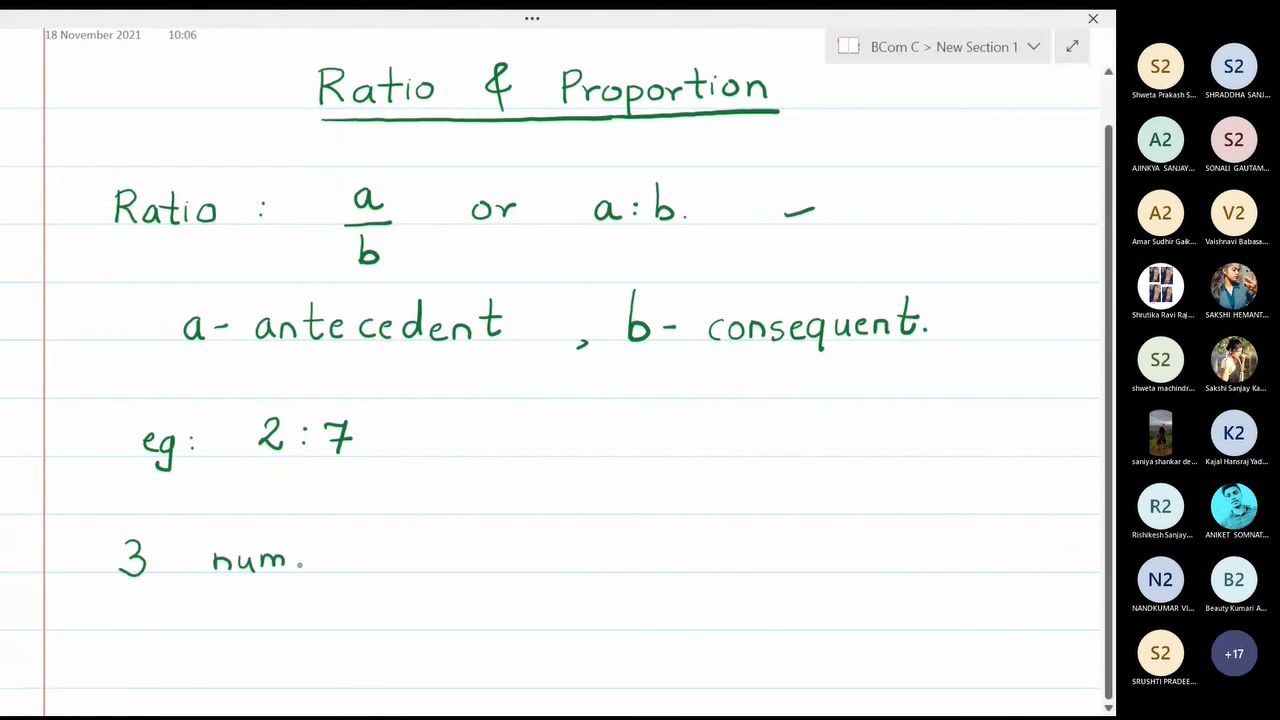 18 November 2021 10:06
BCom C > New Section 1
Ratio & Proportion
Ratio : a/b or a : b. –
a - antecedent , b - consequent.
eg : 2 : 7
3 num.
S2 S2
Shweta Prakash S... SHRADDHA SANJ...
A2 S2
AJINKYA SANJAY... SONALI GAUTAM...
A2 V2
Amar Sudhir Gaik... Vaishnavi Babasa...
Shrutika Ravi Raj... SAKSHI HEMANT...
S2
shweta machindr... Sakshi Sanjay Ka...
K2
saniya shankar de... Kajal Hansraj Yad...
R2
Rishikesh Sanjay... ANIKET SOMNAT...
N2 B2
NANDKUMAR VI... Beauty Kumari A...
S2 +17
SRUSHTI PRADEE...